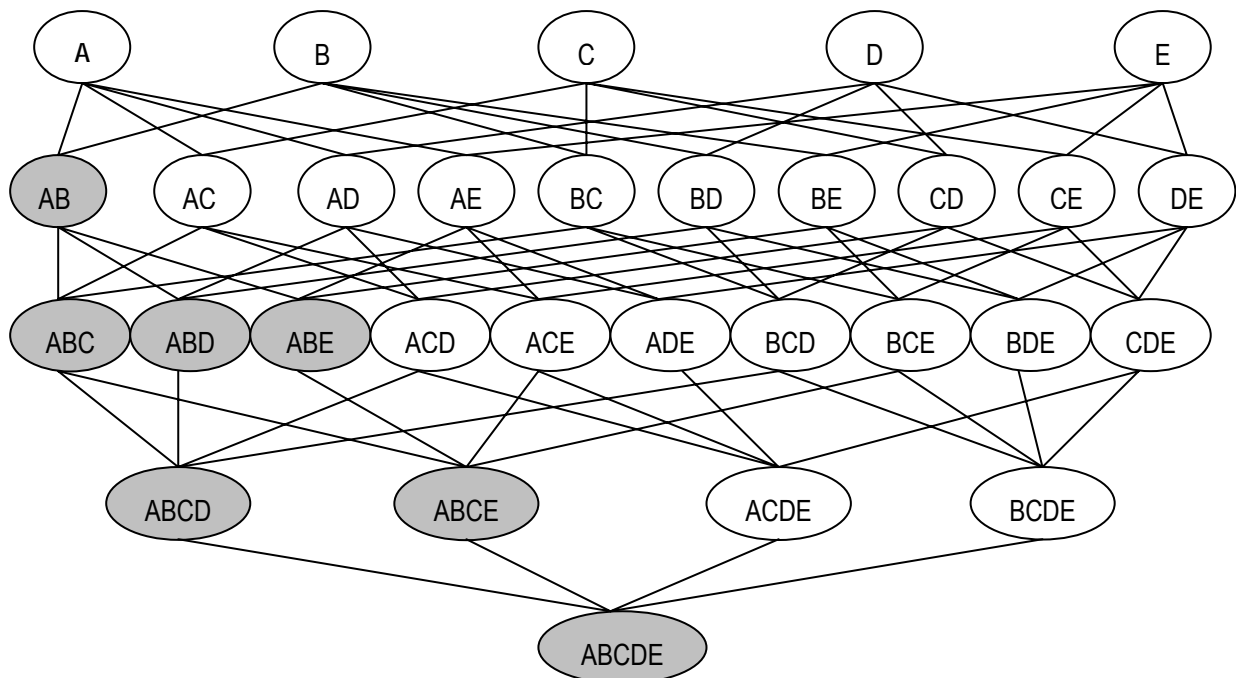 A B C D E
AB AC AD AE BC BD BE CD CE DE
ABC ABD ABE ACD ACE ADE BCD BCE BDE CDE
ABCD ABCE ACDE BCDE
ABCDE